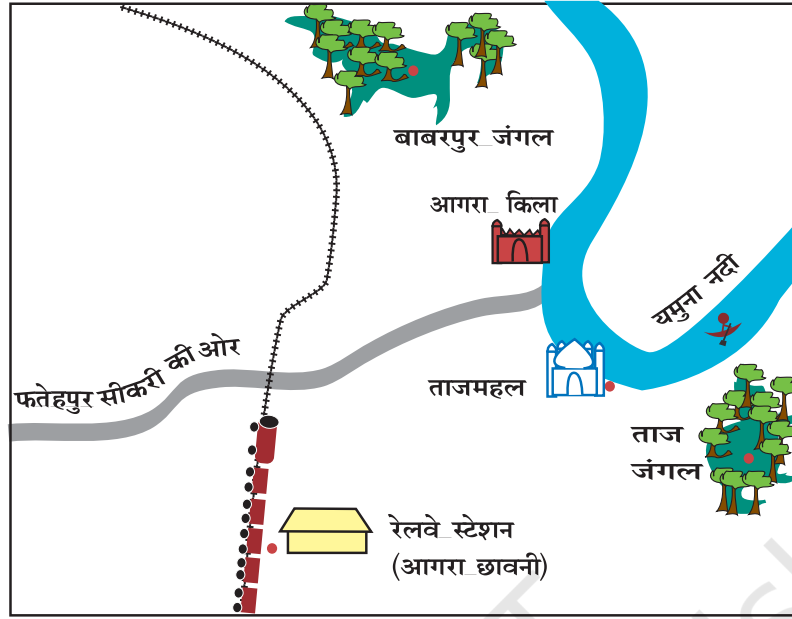 बाबरपुर जंगल
आगरा किला
यमुना नदी
फतेहपुर सीकरी की ओर
ताजमहल
ताज
जंगल
रेलवे स्टेशन
(आगरा छावनी)